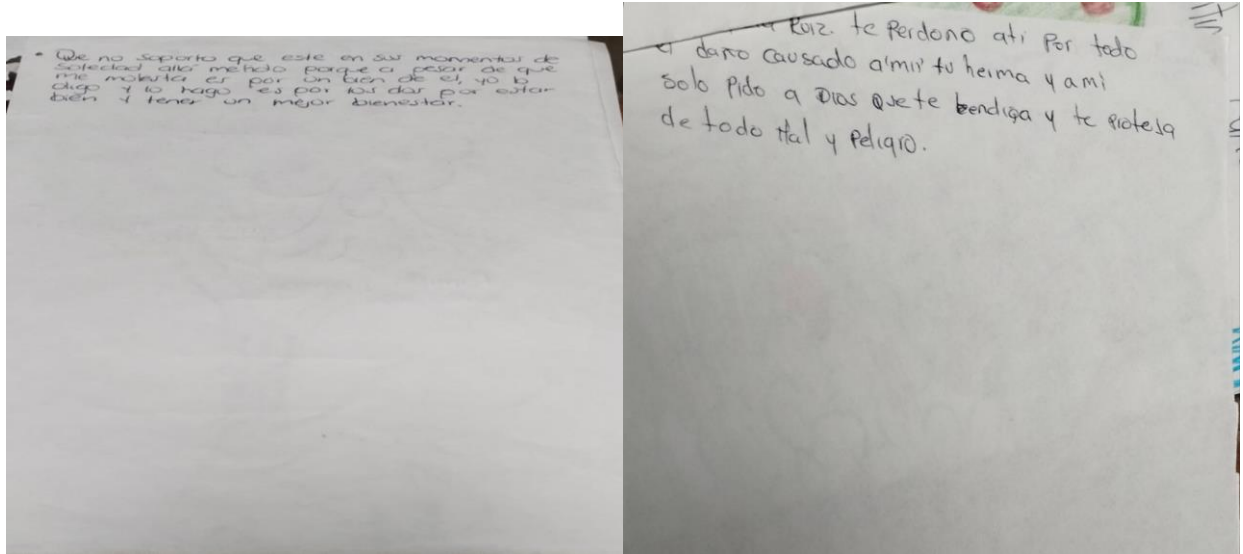 • Que no soporto que este en sus momentos de
soledad alla metido porque a pesar de que
me molesta es por un bien de el, yo lo
digo y lo hago es por los dos por estar
bien y tener un mejor bienestar.
Ruiz. te Perdono ati Por todo
el daño causado a'mir' tu herma y ami
solo Pido a Dios Que te bendiga y te proteja
de todo Mal y Peligro.